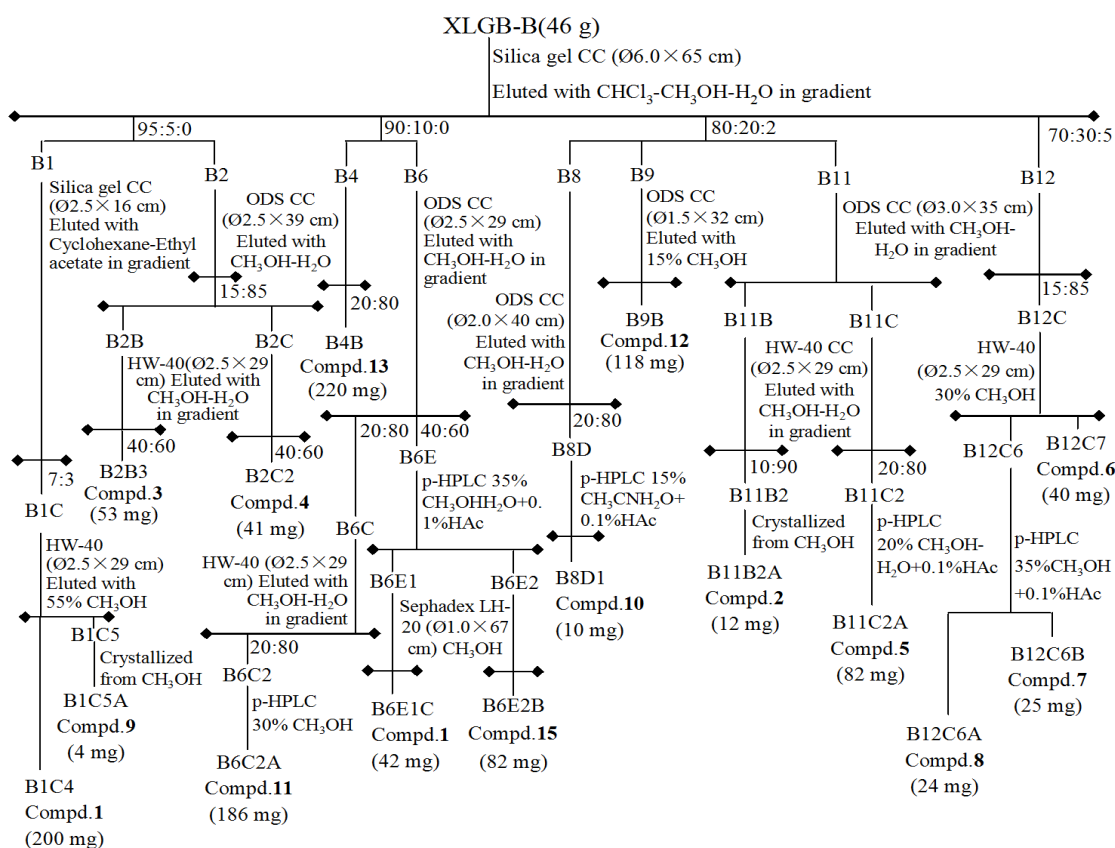 XLGB-B(46 g)
Silica gel CC (Ø6.0×65 cm)
Eluted with CHCl₃-CH₃OH-H₂O in gradient
95:5:0
90:10:0
80:20:2
70:30:5
B1
B2
B4
B6
B8
B9
B11
B12
Silica gel CC
(Ø2.5×16 cm)
Eluted with
Cyclohexane-Ethyl
acetate in gradient
ODS CC
(Ø2.5×39 cm)
Eluted with
CH₃OH-H₂O
15:85
ODS CC
(Ø2.5×29 cm)
Eluted with
CH₃OH-H₂O in
gradient
ODS CC
(Ø2.0×40 cm)
Eluted with
CH₃OH-H₂O
in gradient
ODS CC
(Ø1.5×32 cm)
Eluted with
15% CH₃OH
ODS CC (Ø3.0×35 cm)
Eluted with CH₃OH-
H₂O in gradient
15:85
20:80
B2B
B2C
B4B
Compd.13
(220 mg)
B9B
Compd.12
(118 mg)
B11B
B11C
B12C
HW-40(Ø2.5×29
cm) Eluted with
CH₃OH-H₂O
in gradient
HW-40 CC
(Ø2.5×29 cm)
Eluted with
CH₃OH-H₂O
in gradient
HW-40
(Ø2.5×29 cm)
30% CH₃OH
40:60
40:60
20:80
40:60
20:80
10:90
20:80
7:3
B2B3
Compd.3
(53 mg)
B2C2
Compd.4
(41 mg)
B6E
p-HPLC 35%
CH₃OHH₂O+0.
1%HAc
B8D
p-HPLC 15%
CH₃CNH₂O+
0.1%HAc
B11B2
Crystallized
from CH₃OH
B11C2
p-HPLC
20% CH₃OH-
H₂O+0.1%HAc
B12C6
B12C7
Compd.6
(40 mg)
p-HPLC
35%CH₃OH
+0.1%HAc
B1C
HW-40
(Ø2.5×29 cm)
Eluted with
55% CH₃OH
B6C
HW-40 (Ø2.5×29
cm) Eluted with
CH₃OH-H₂O
in gradient
B6E1
B6E2
Sephadex LH-
20 (Ø1.0×67
cm) CH₃OH
B8D1
Compd.10
(10 mg)
B11B2A
Compd.2
(12 mg)
B11C2A
Compd.5
(82 mg)
B12C6B
Compd.7
(25 mg)
B12C6A
Compd.8
(24 mg)
B1C5
Crystallized
from CH₃OH
B1C5A
Compd.9
(4 mg)
20:80
B6C2
p-HPLC
30% CH₃OH
B6C2A
Compd.11
(186 mg)
B6E1C
Compd.1
(42 mg)
B6E2B
Compd.15
(82 mg)
B1C4
Compd.1
(200 mg)